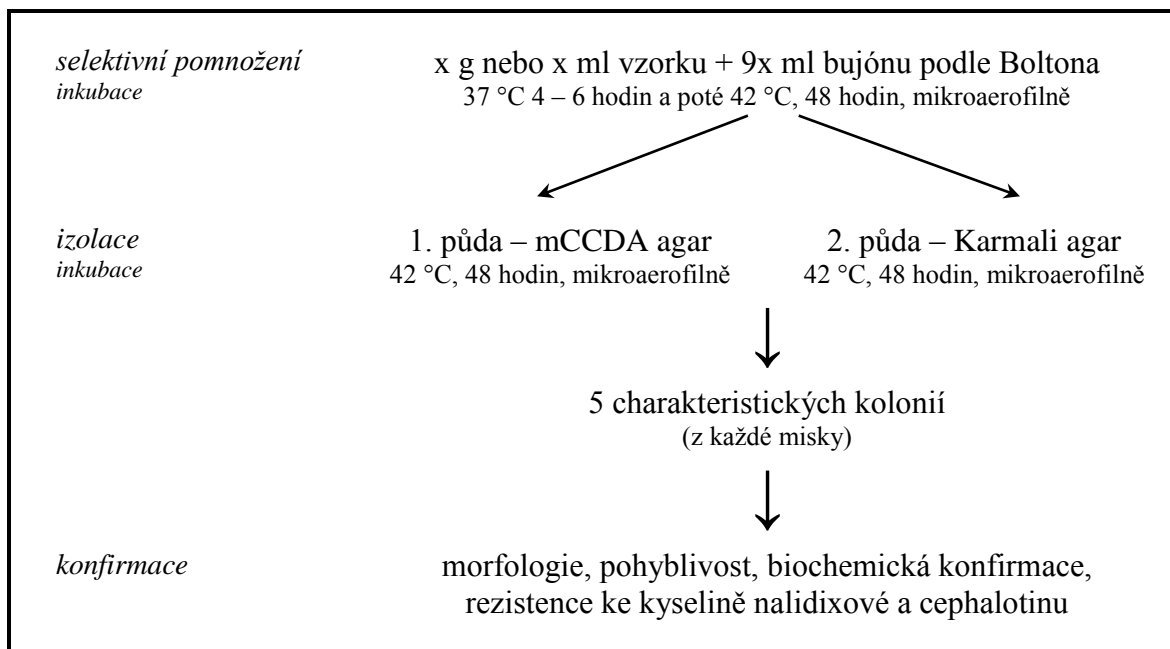 selektivní pomnožení
inkubace
x g nebo x ml vzorku + 9x ml bujónu podle Boltona
37 °C 4 – 6 hodin a poté 42 °C, 48 hodin, mikroaerofilně
izolace
inkubace
1. půda – mCCDA agar
42 °C, 48 hodin, mikroaerofilně
2. půda – Karmali agar
42 °C, 48 hodin, mikroaerofilně
5 charakteristických kolonií
(z každé misky)
konfirmace
morfologie, pohyblivost, biochemická konfirmace,
rezistence ke kyselině nalidixové a cephalotinu